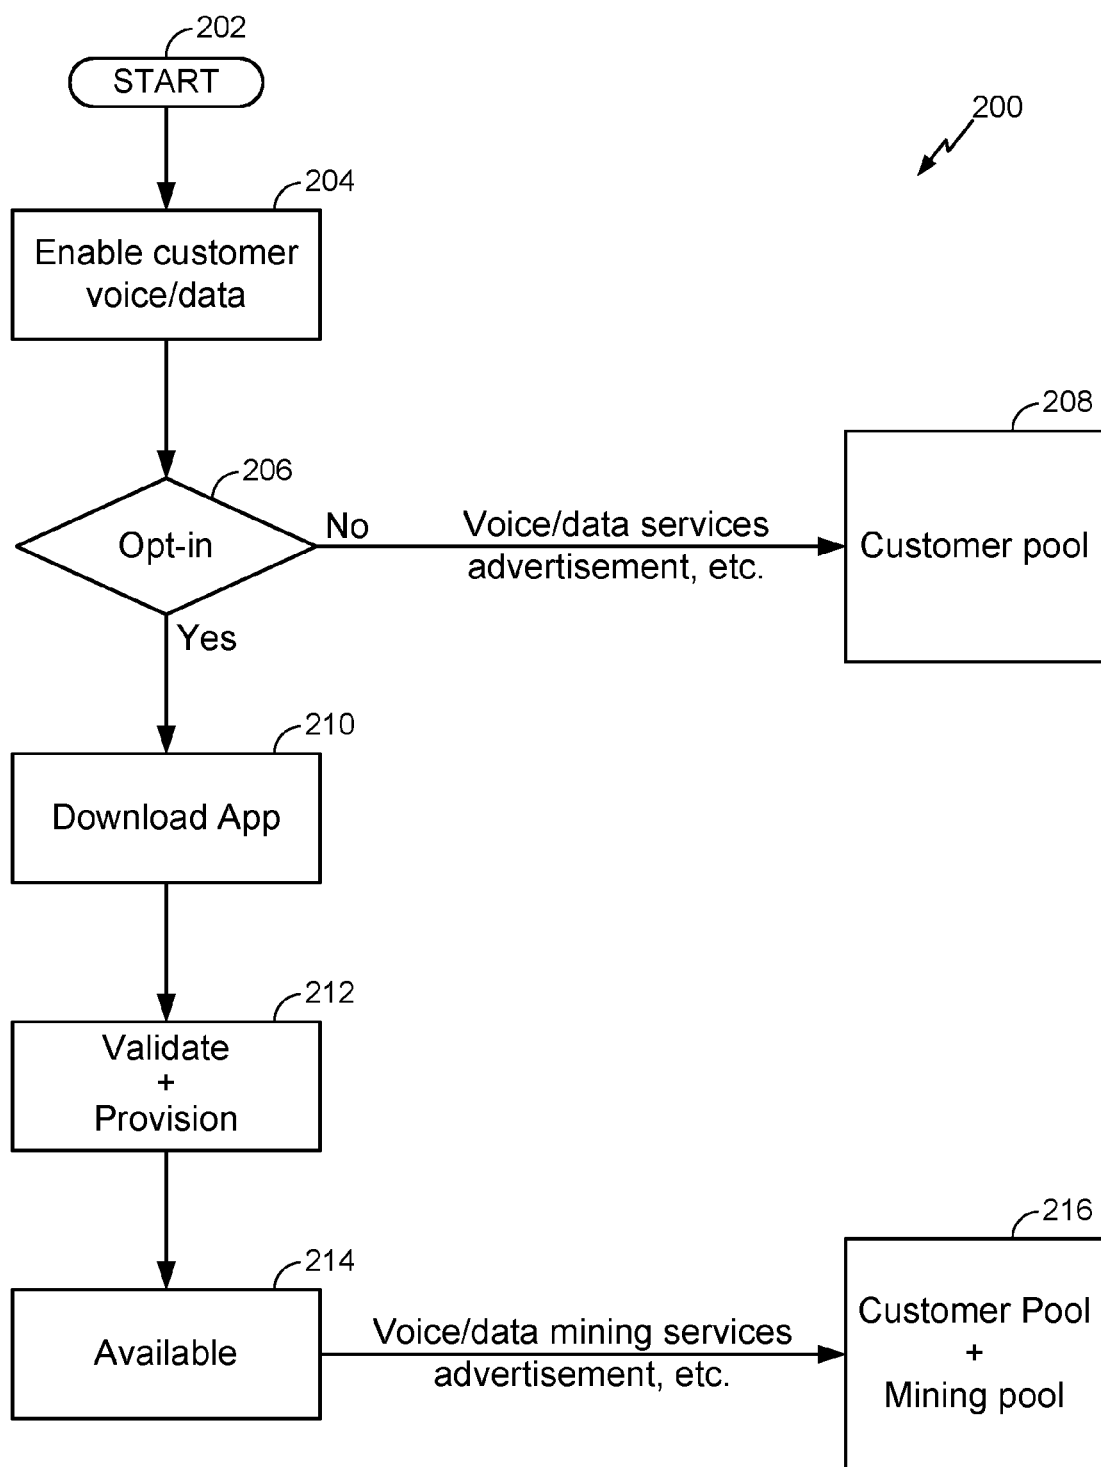 202
START
200
204
Enable customer
voice/data
206
Opt-in
No
Voice/data services
advertisement, etc.
208
Customer pool
Yes
210
Download App
212
Validate
+
Provision
214
Available
Voice/data mining services
advertisement, etc.
216
Customer Pool
+
Mining pool